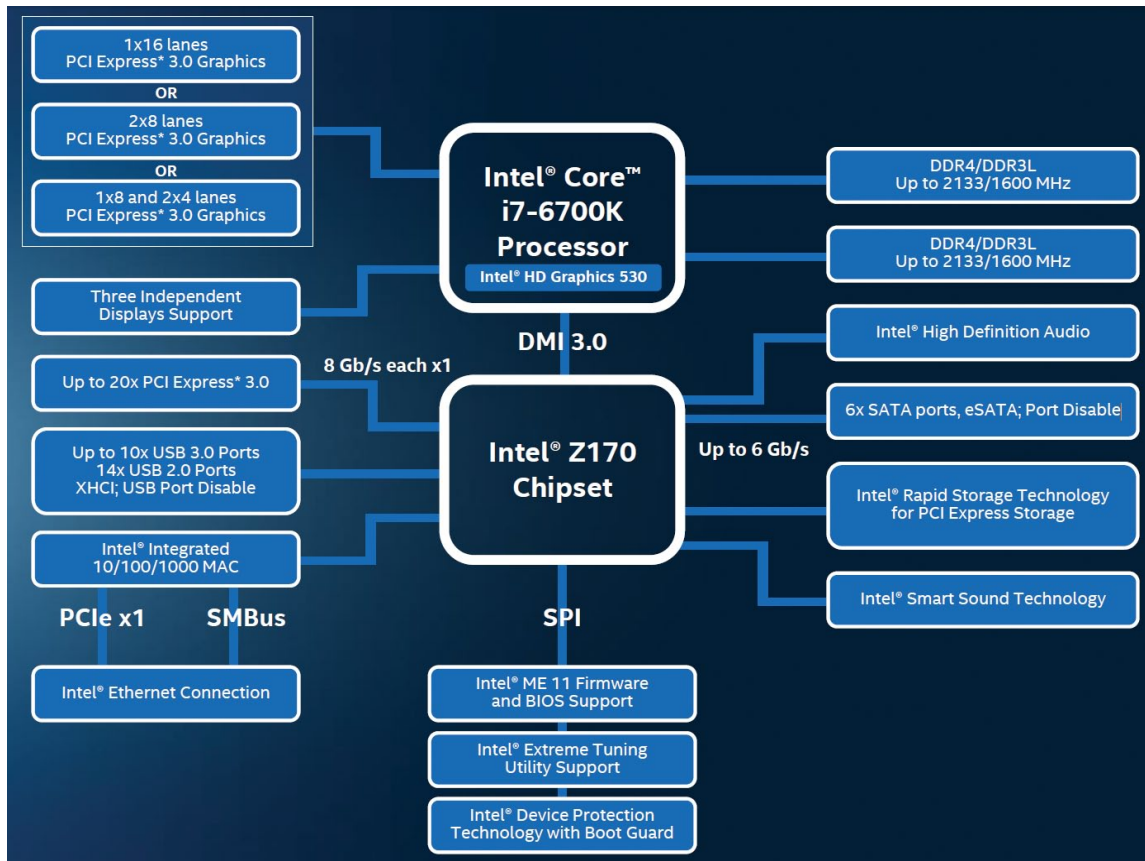 1x16 lanes
PCI Express* 3.0 Graphics
OR
2x8 lanes
PCI Express* 3.0 Graphics
OR
1x8 and 2x4 lanes
PCI Express* 3.0 Graphics
Intel® Core™
i7-6700K
Processor
Intel® HD Graphics 530
DDR4/DDR3L
Up to 2133/1600 MHz
DDR4/DDR3L
Up to 2133/1600 MHz
Three Independent
Displays Support
DMI 3.0
Intel® High Definition Audio
8 Gb/s each x1
Up to 20x PCI Express* 3.0
6x SATA ports, eSATA; Port Disable
Up to 6 Gb/s
Intel® Z170
Chipset
Up to 10x USB 3.0 Ports
14x USB 2.0 Ports
XHCI; USB Port Disable
Intel® Rapid Storage Technology
for PCI Express Storage
Intel® Integrated
10/100/1000 MAC
Intel® Smart Sound Technology
PCIe x1
SMBus
SPI
Intel® Ethernet Connection
Intel® ME 11 Firmware
and BIOS Support
Intel® Extreme Tuning
Utility Support
Intel® Device Protection
Technology with Boot Guard